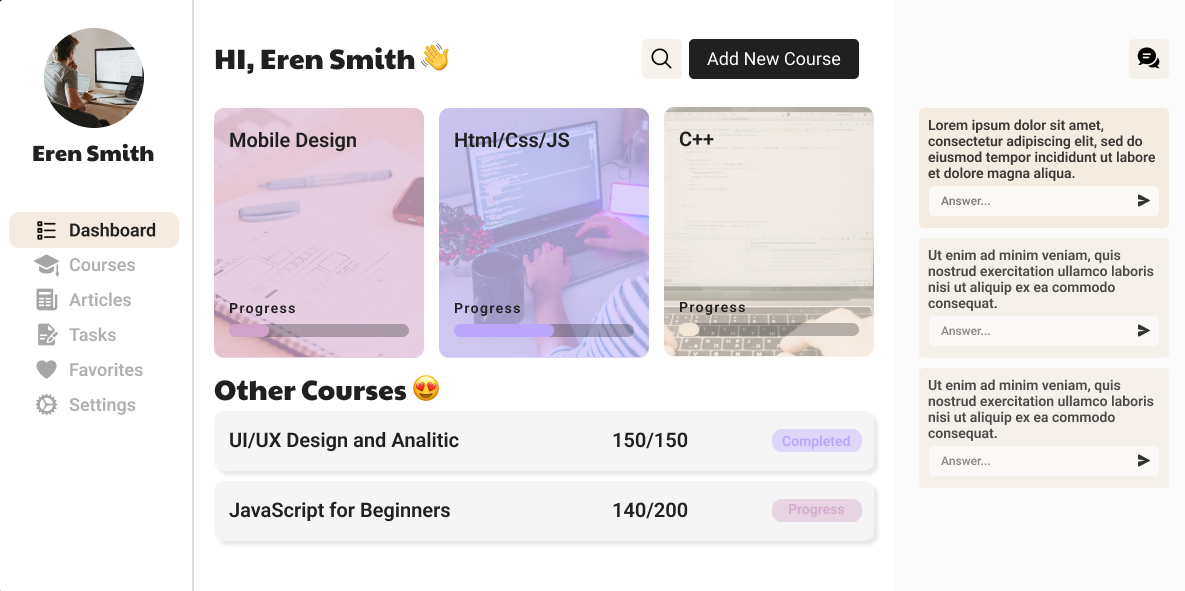 Eren Smith
Dashboard
Courses
Articles
Tasks
Favorites
Settings
HI, Eren Smith 👋
Add New Course
Mobile Design
Progress
Html/Css/JS
Progress
C++
Progress
Other Courses 😍
UI/UX Design and Analitic 150/150 Completed
JavaScript for Beginners 140/200 Progress
Lorem ipsum dolor sit amet,
consectetur adipiscing elit, sed do
eiusmod tempor incididunt ut labore
et dolore magna aliqua.
Answer...
Ut enim ad minim veniam, quis
nostrud exercitation ullamco laboris
nisi ut aliquip ex ea commodo
consequat.
Answer...
Ut enim ad minim veniam, quis
nostrud exercitation ullamco laboris
nisi ut aliquip ex ea commodo
consequat.
Answer...